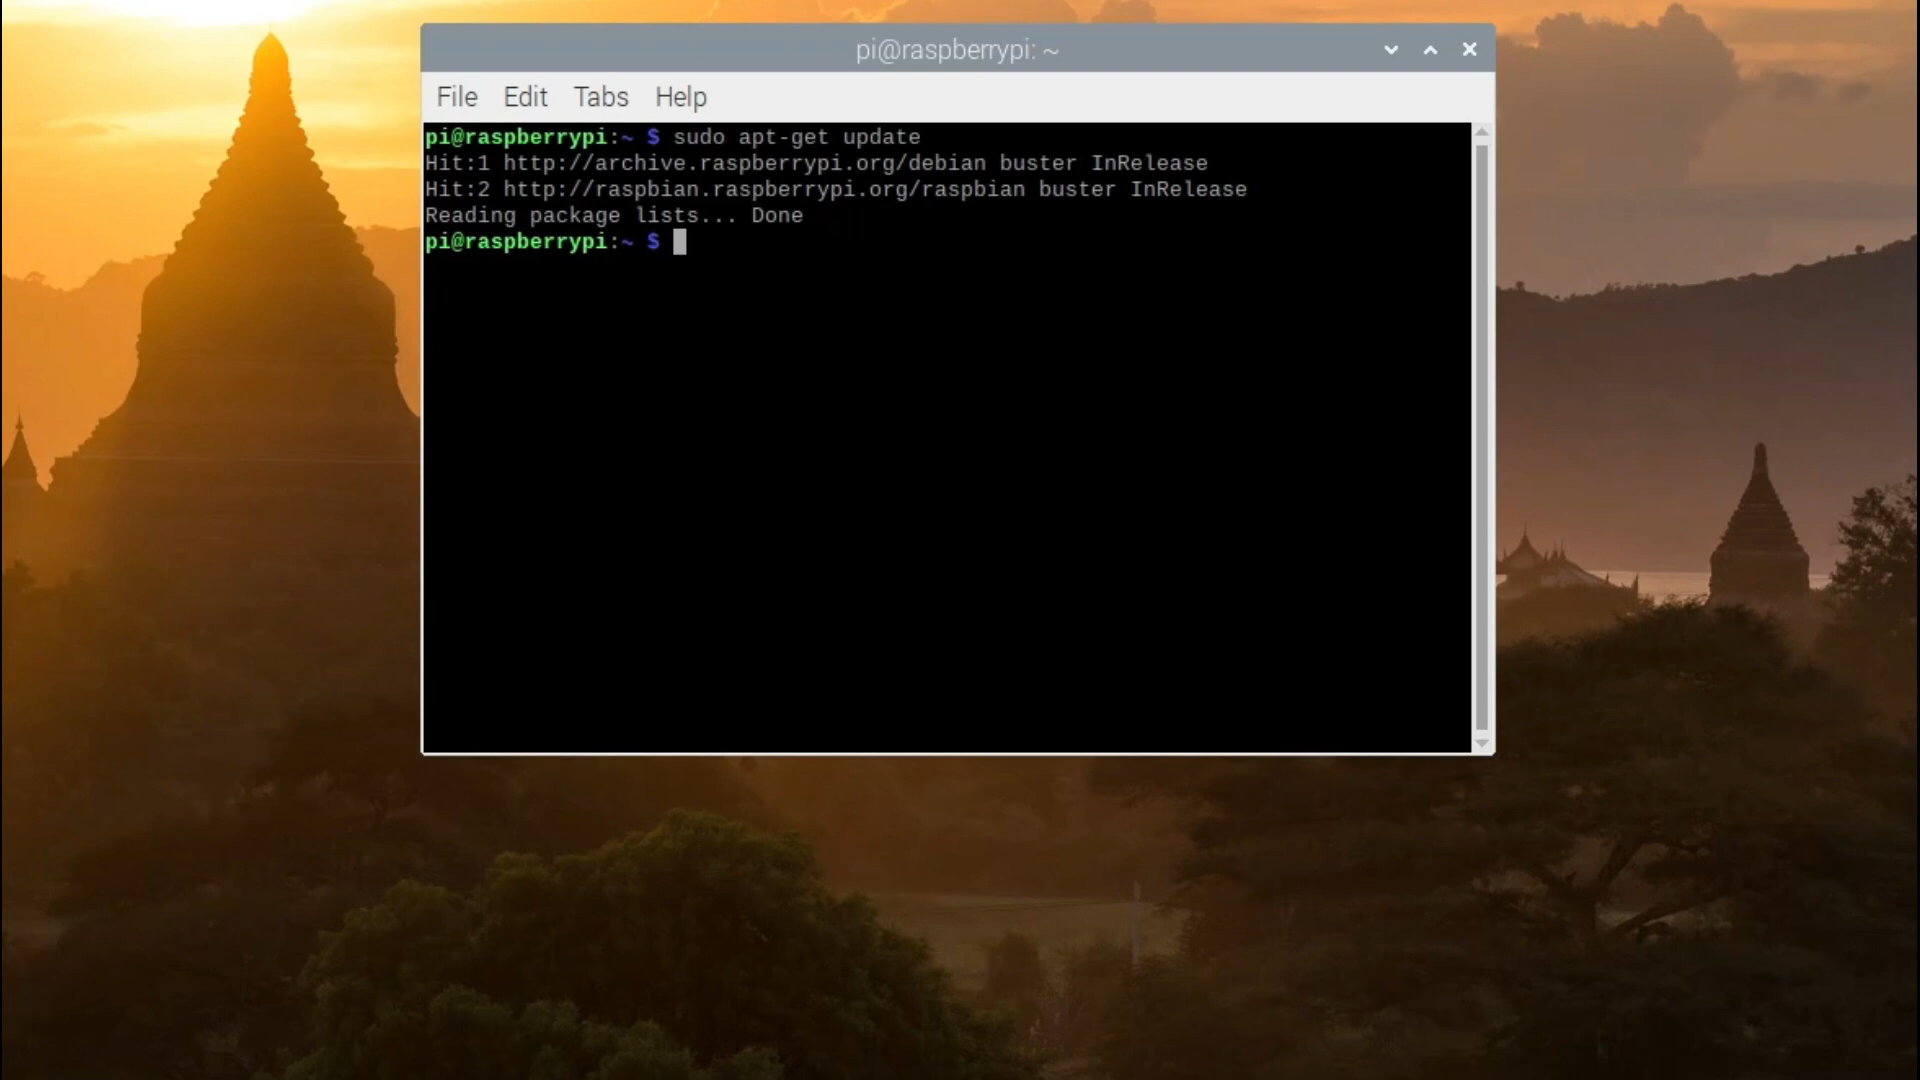 pi@raspberrypi: ~
File Edit Tabs Help
pi@raspberrypi:~ $ sudo apt-get update
Hit:1 http://archive.raspberrypi.org/debian buster InRelease
Hit:2 http://raspbian.raspberrypi.org/raspbian buster InRelease
Reading package lists... Done
pi@raspberrypi:~ $